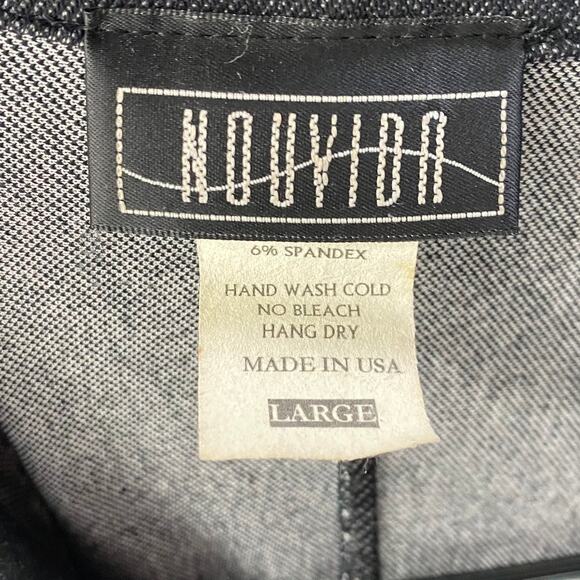 NOUVIDA
6% SPANDEX
HAND WASH COLD
NO BLEACH
HANG DRY
MADE IN USA
LARGE